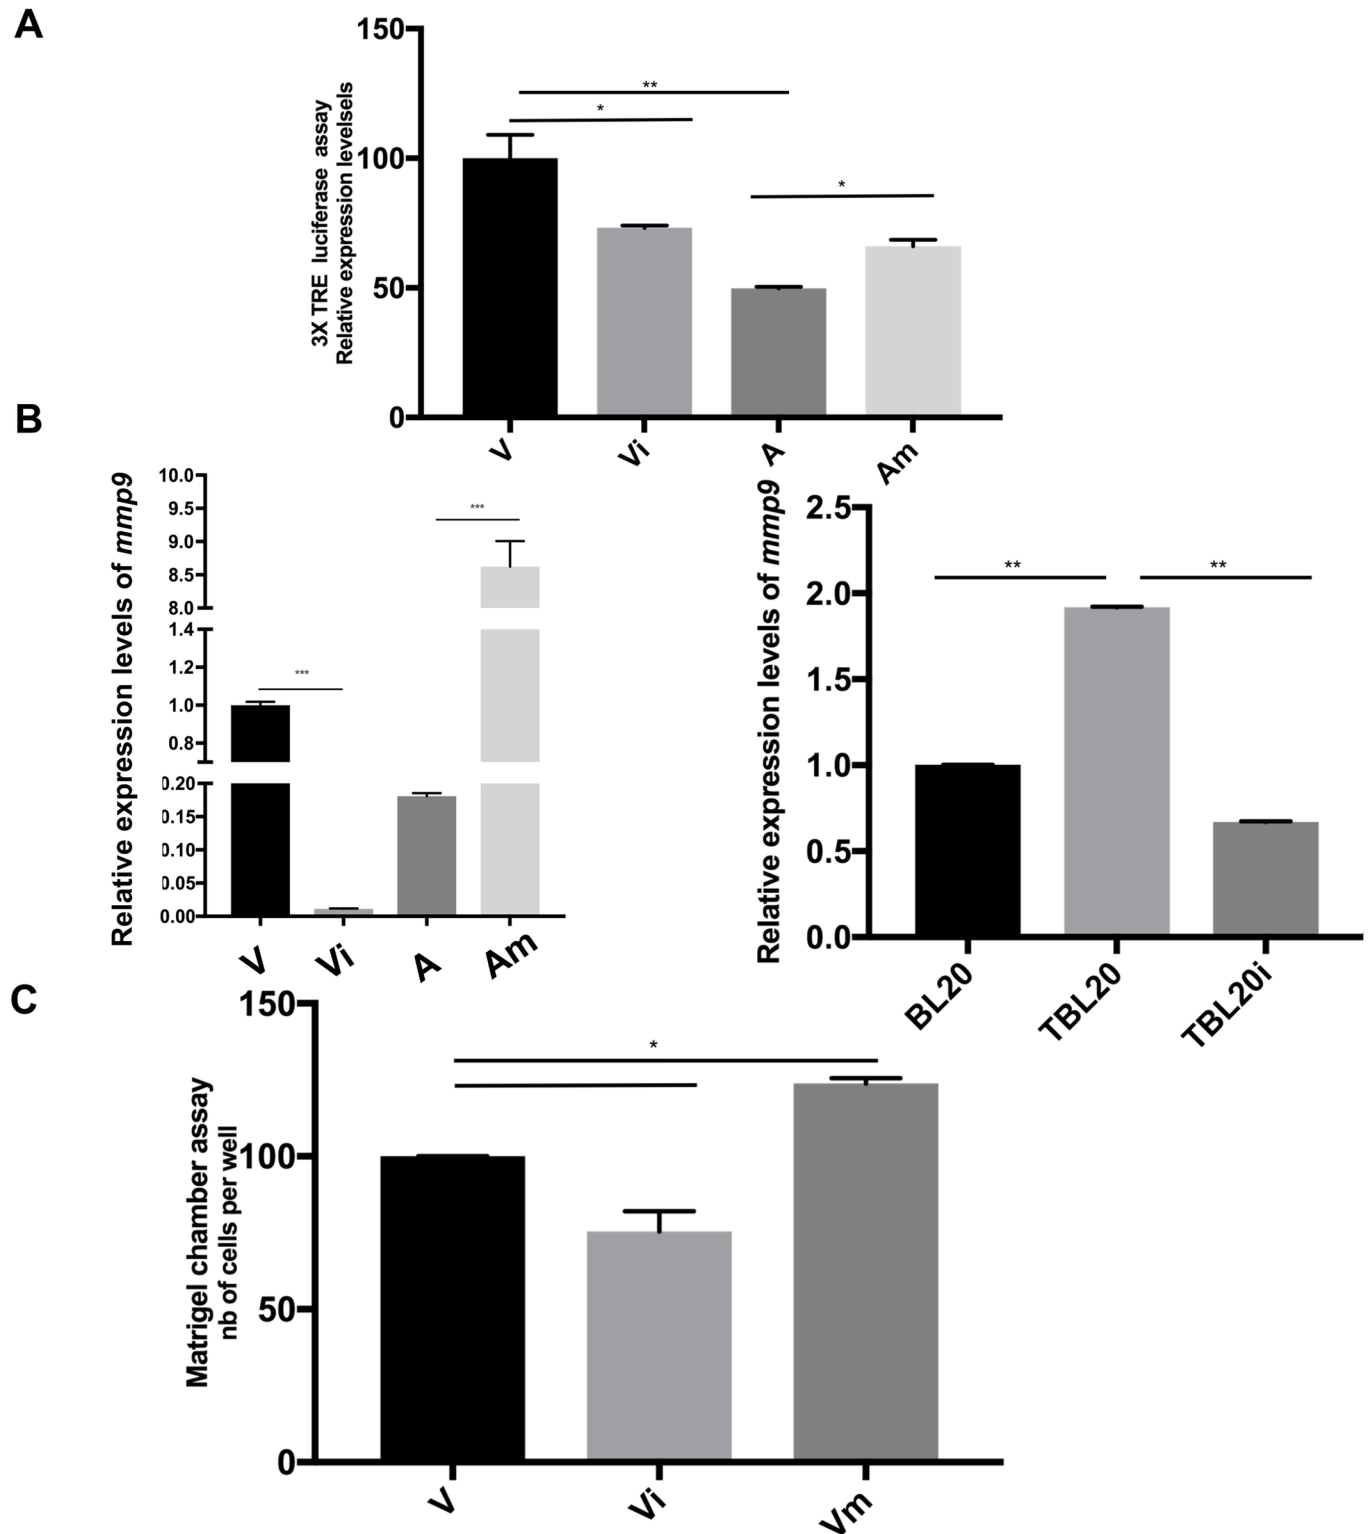 A
3X TRE luciferase assay
Relative expression levelsels
150
100
50
0
**
*
*
V
Vi
A
Am
B
Relative expression levels of mmp9
10.0
9.5
9.0
8.5
8.0
1.4
1.2
1.0
0.8
0.20
0.15
0.10
0.05
0.00
***
***
V
Vi
A
Am
Relative expression levels of mmp9
2.5
2.0
1.5
1.0
0.5
0.0
**
**
BL20
TBL20
TBL20i
C
Matrigel chamber assay
nb of cells per well
150
100
50
0
*
V
Vi
Vm